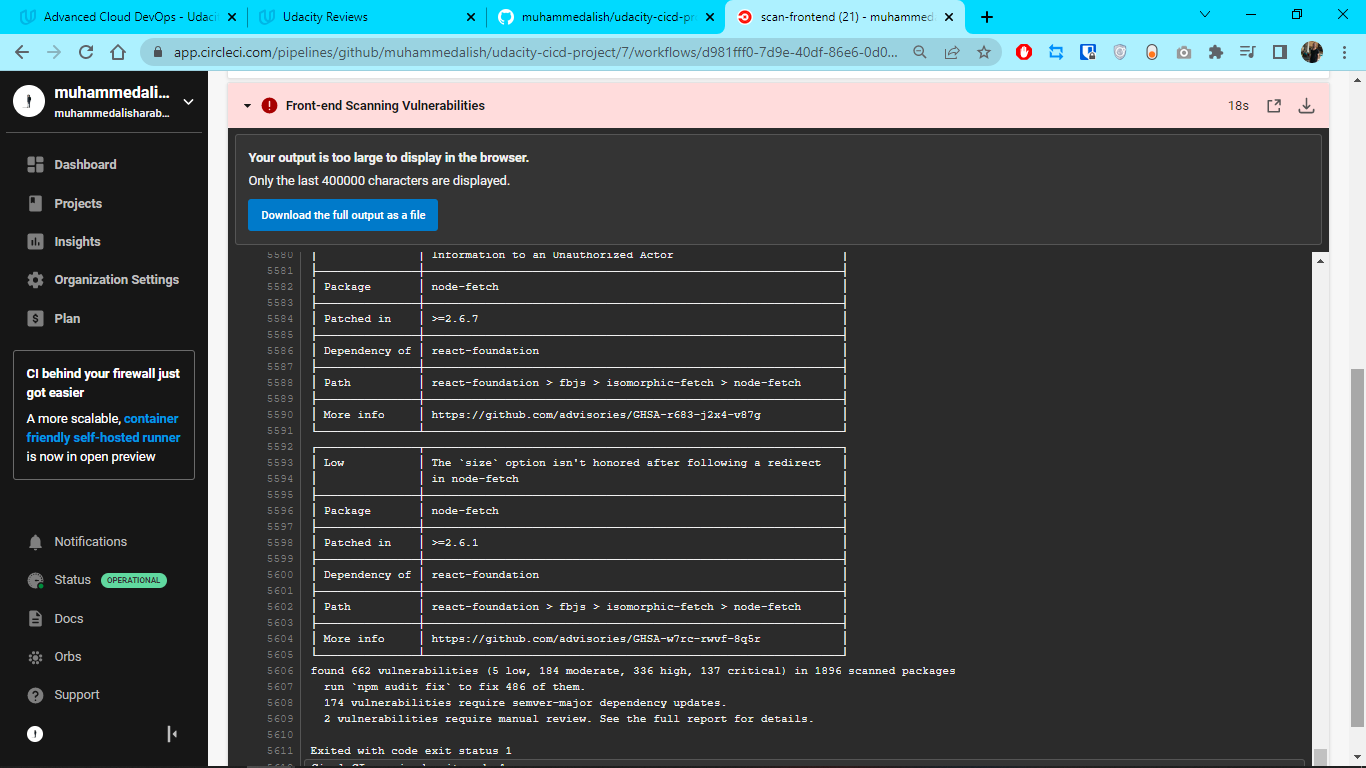 Advanced Cloud DevOps - Udaci
Udacity Reviews
muhammedalish/udacity-cicd-pr
scan-frontend (21) - muhammed
app.circleci.com/pipelines/github/muhammedalish/udacity-cicd-project/7/workflows/d981fff0-7d9e-40df-86e6-0d0...
muhammedali...
muhammedalisharab...
Dashboard
Projects
Insights
Organization Settings
Plan
CI behind your firewall just
got easier
A more scalable, container
friendly self-hosted runner
is now in open preview
Notifications
Status OPERATIONAL
Docs
Orbs
Support
Front-end Scanning Vulnerabilities 18s
Your output is too large to display in the browser.
Only the last 400000 characters are displayed.
Download the full output as a file
5580 Information to an Unauthorized Actor
5581
5582 Package node-fetch
5583
5584 Patched in >=2.6.7
5585
5586 Dependency of react-foundation
5587
5588 Path react-foundation > fbjs > isomorphic-fetch > node-fetch
5589
5590 More info https://github.com/advisories/GHSA-r683-j2x4-v87g
5591
5592
5593 Low The `size` option isn't honored after following a redirect
5594 in node-fetch
5595
5596 Package node-fetch
5597
5598 Patched in >=2.6.1
5599
5600 Dependency of react-foundation
5601
5602 Path react-foundation > fbjs > isomorphic-fetch > node-fetch
5603
5604 More info https://github.com/advisories/GHSA-w7rc-rwvf-8q5r
5605
5606 found 662 vulnerabilities (5 low, 184 moderate, 336 high, 137 critical) in 1896 scanned packages
5607 run `npm audit fix` to fix 486 of them.
5608 174 vulnerabilities require semver-major dependency updates.
5609 2 vulnerabilities require manual review. See the full report for details.
5610
5611 Exited with code exit status 1